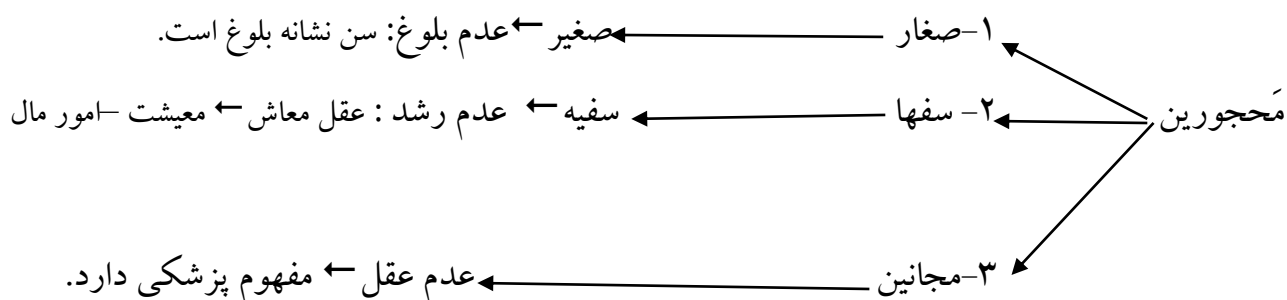 ۱-صغار ← صغیر ← عدم بلوغ: سن نشانه بلوغ است.
مَحجورین ۲- سفها ← سفیه ← عدم رشد : عقل معاش ← معیشت –امور مال
۳-مجانین ← عدم عقل ← مفهوم پزشکی دارد.